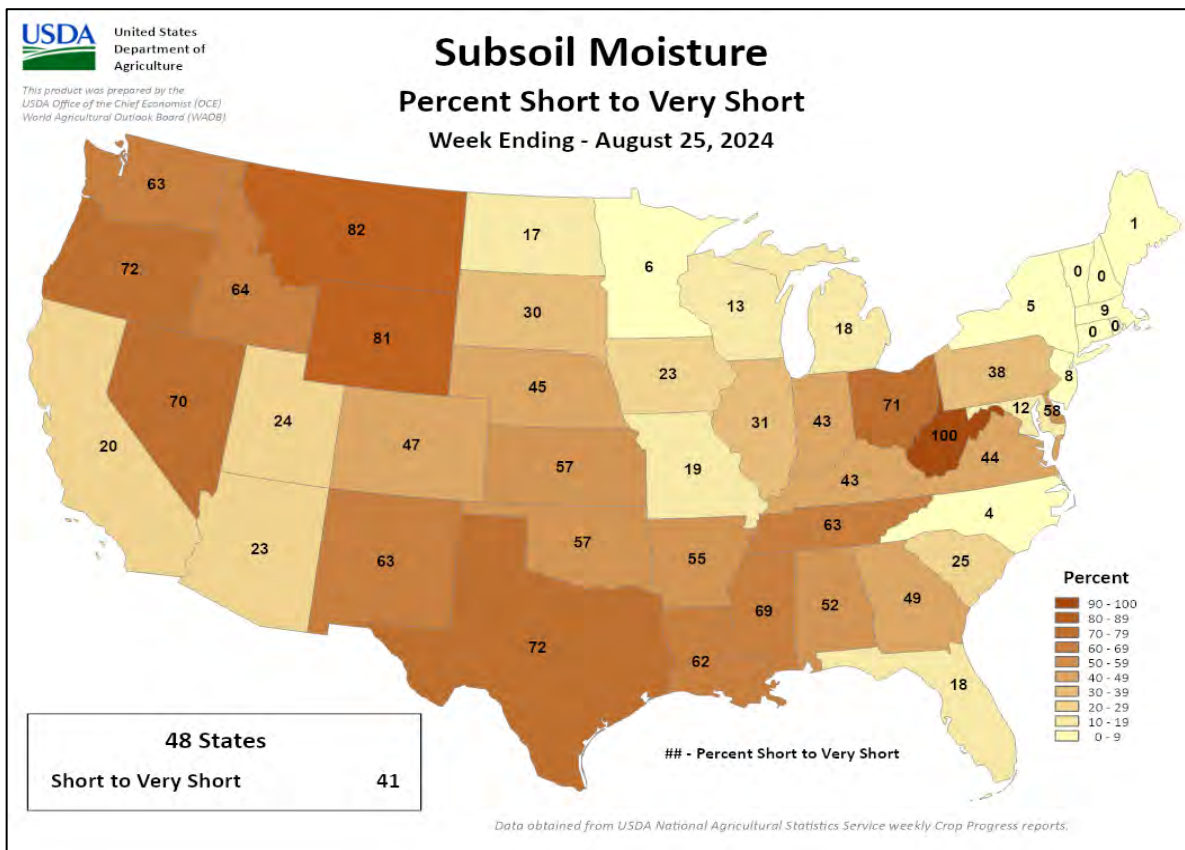 USDA
United States
Department of
Agriculture
This product was prepared by the
USDA Office of the Chief Economist (OCE)
World Agricultural Outlook Board (WAOB)
Subsoil Moisture
Percent Short to Very Short
Week Ending - August 25, 2024
63
82
17
6
1
72
64
13
0
0
5
30
18
9
0
0
81
23
38
8
45
70
24
31
43
71
12
58
20
47
100
44
57
19
43
4
23
63
57
55
63
25
69
52
49
72
62
18
Percent
90 - 100
80 - 89
70 - 79
60 - 69
50 - 59
40 - 49
30 - 39
20 - 29
10 - 19
0 - 9
48 States
Short to Very Short 41
## - Percent Short to Very Short
Data obtained from USDA National Agricultural Statistics Service weekly Crop Progress reports.